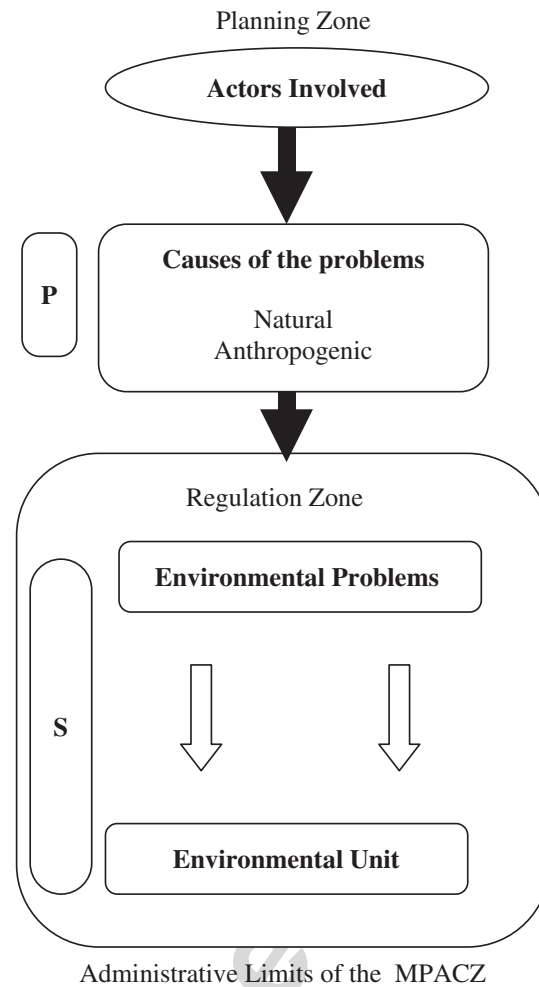 Planning Zone
Actors Involved
Causes of the problems
P
Natural
Anthropogenic
Regulation Zone
Environmental Problems
S
Environmental Unit
Administrative Limits of the MPACZ